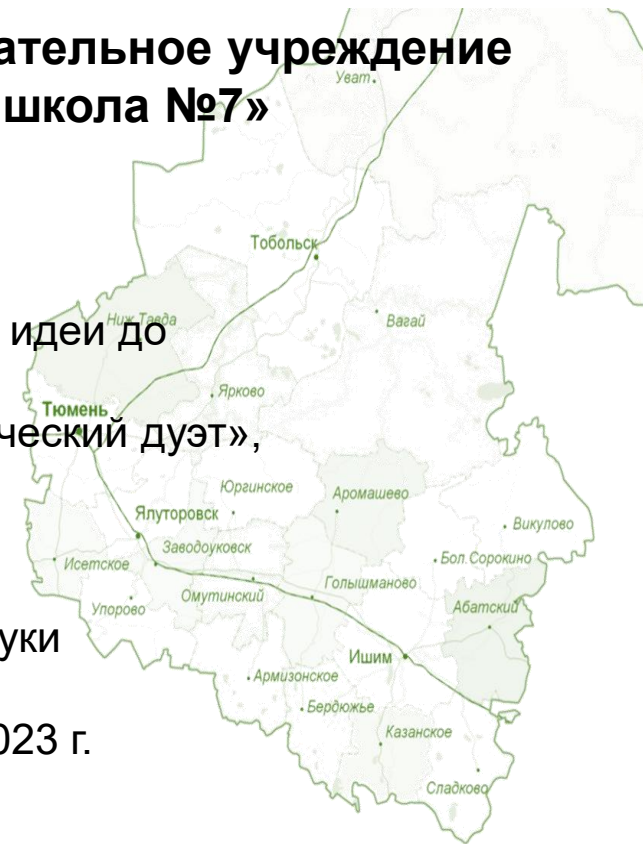 ательное учреждение
школа №7»
Уват
Тобольск
Ниж.Тавда
идеи до
Вагай
Ярково
Тюмень
ческий дуэт»,
Юргинское
Аромашево
Ялуторовск
Викулово
Заводоуковск
Бол.Сорокино
Исетское
Голышманово
Омутинский
Абатский
Упорово
уки
Ишим
Армизонское
Бердюжье
023 г.
Казанское
Сладково